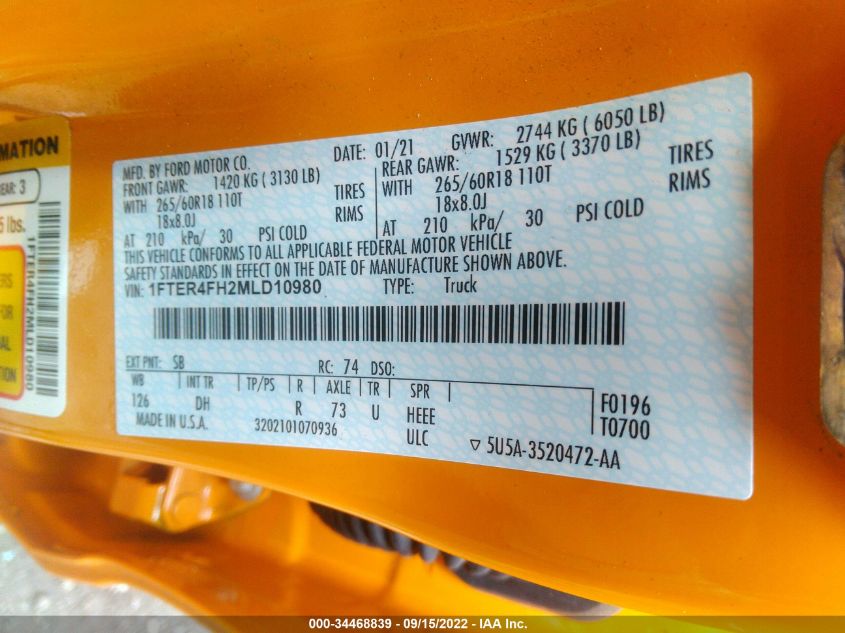 MATION
REAR: 3
5 lbs.
1FTER4FH2MLD10980
ERS
FOR
AL
TION
MFD. BY FORD MOTOR CO.
DATE: 01/21 GVWR: 2744 KG ( 6050 LB)
FRONT GAWR: 1420 KG ( 3130 LB)
REAR GAWR: 1529 KG ( 3370 LB)
WITH 265/60R18 110T TIRES
WITH 265/60R18 110T TIRES
18x8.0J RIMS
18x8.0J RIMS
AT 210 kPa/ 30 PSI COLD
AT 210 kPa/ 30 PSI COLD
THIS VEHICLE CONFORMS TO ALL APPLICABLE FEDERAL MOTOR VEHICLE
SAFETY STANDARDS IN EFFECT ON THE DATE OF MANUFACTURE SHOWN ABOVE.
VIN: 1FTER4FH2MLD10980 TYPE: Truck
EXT PNT: SB RC: 74 DSO:
WB INT TR TP/PS R AXLE TR SPR
126 DH R 73 U HEEE F0196
MADE IN U.S.A. 3202101070936 ULC T0700
▽ 5U5A-3520472-AA
000-34468839 - 09/15/2022 - IAA Inc.